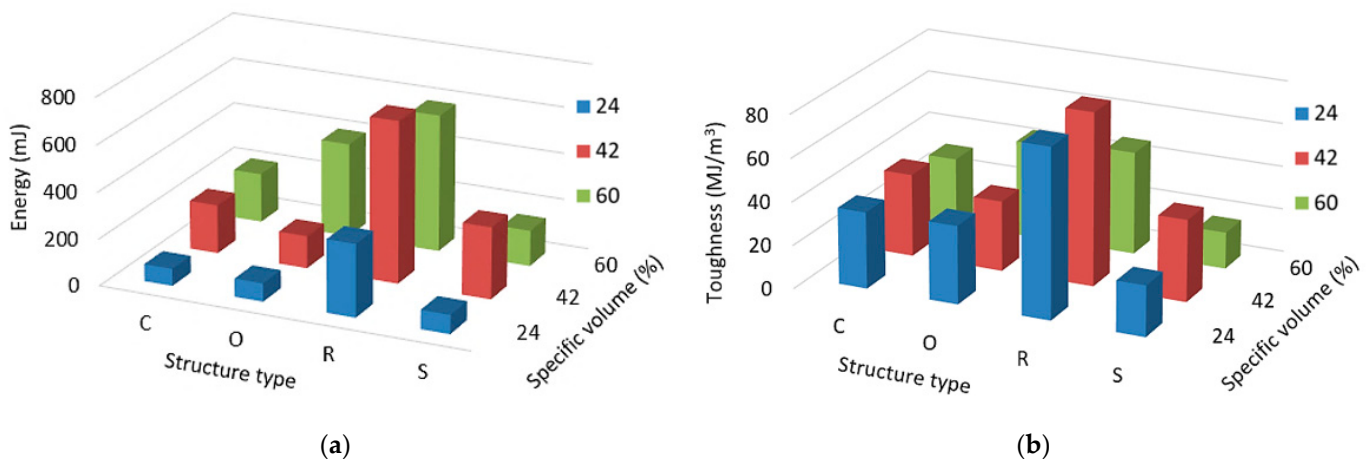 800
600
400
200
0
Energy (mJ)
C
O
R
S
Structure type
24
42
60
Specific volume (%)
24
42
60
(a)
80
60
40
20
0
Toughness (MJ/m³)
C
O
R
S
Structure type
24
42
60
Specific volume (%)
24
42
60
(b)